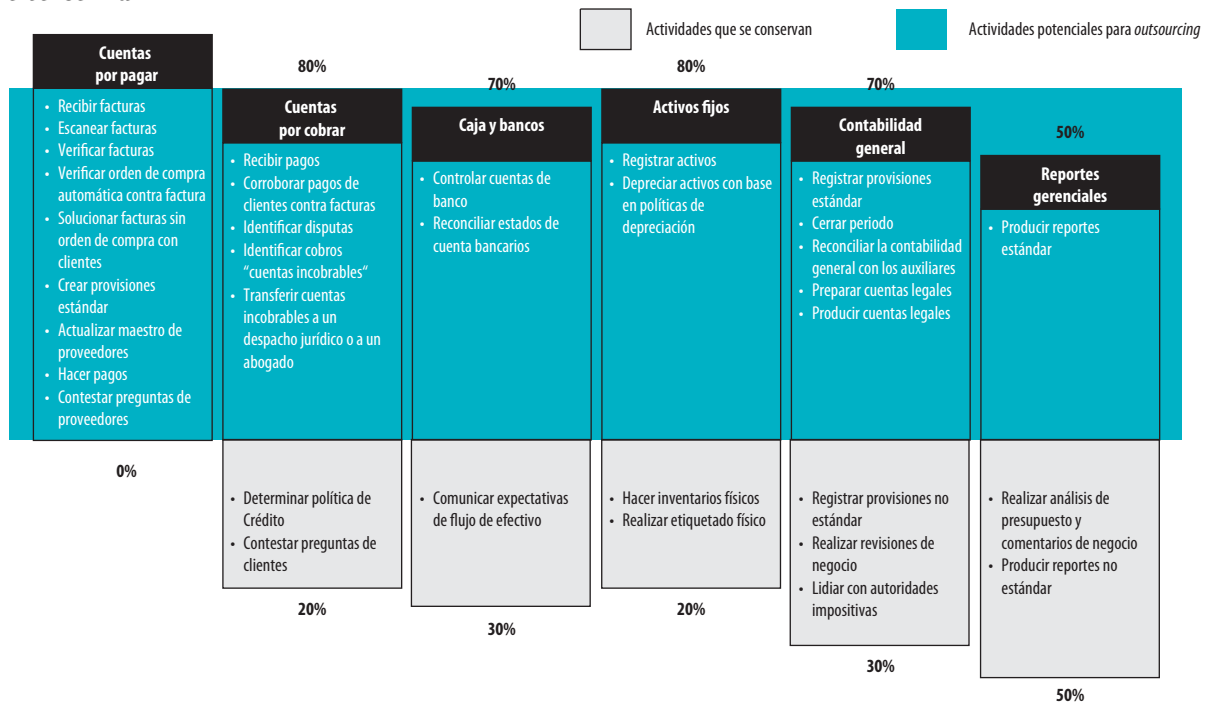 Actividades que se conservan
Actividades potenciales para outsourcing
Cuentas
por pagar
• Recibir facturas
• Escanear facturas
• Verificar facturas
• Verificar orden de compra
automática contra factura
• Solucionar facturas sin
orden de compra con
clientes
• Crear provisiones
estándar
• Actualizar maestro de
proveedores
• Hacer pagos
• Contestar preguntas de
proveedores
0%
80%
Cuentas
por cobrar
• Recibir pagos
• Corroborar pagos de
clientes contra facturas
• Identificar disputas
• Identificar cobros
“cuentas incobrables“
• Transferir cuentas
incobrables a un
despacho jurídico o a un
abogado
• Determinar política de
Crédito
• Contestar preguntas de
clientes
20%
70%
Caja y bancos
• Controlar cuentas de
banco
• Reconciliar estados de
cuenta bancarios
• Comunicar expectativas
de flujo de efectivo
30%
80%
Activos fijos
• Registrar activos
• Depreciar activos con base
en políticas de
depreciación
• Hacer inventarios físicos
• Realizar etiquetado físico
20%
70%
Contabilidad
general
• Registrar provisiones
estándar
• Cerrar periodo
• Reconciliar la contabilidad
general con los auxiliares
• Preparar cuentas legales
• Producir cuentas legales
• Registrar provisiones no
estándar
• Realizar revisiones de
negocio
• Lidiar con autoridades
impositivas
30%
50%
Reportes
gerenciales
• Producir reportes
estándar
• Realizar análisis de
presupuesto y
comentarios de negocio
• Producir reportes no
estándar
50%